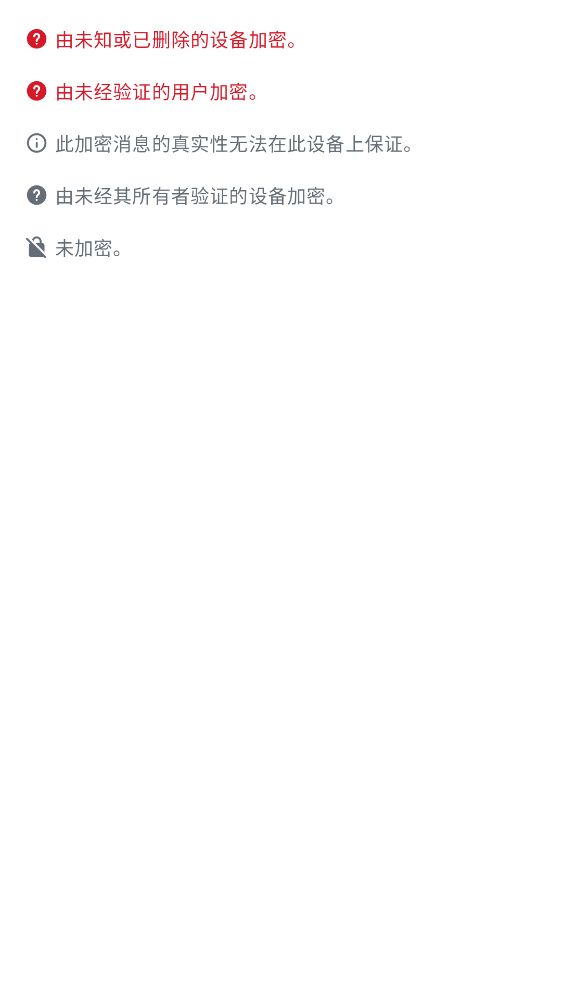 由未知或已删除的设备加密。
由未经验证的用户加密。
此加密消息的真实性无法在此设备上保证。
由未经其所有者验证的设备加密。
未加密。